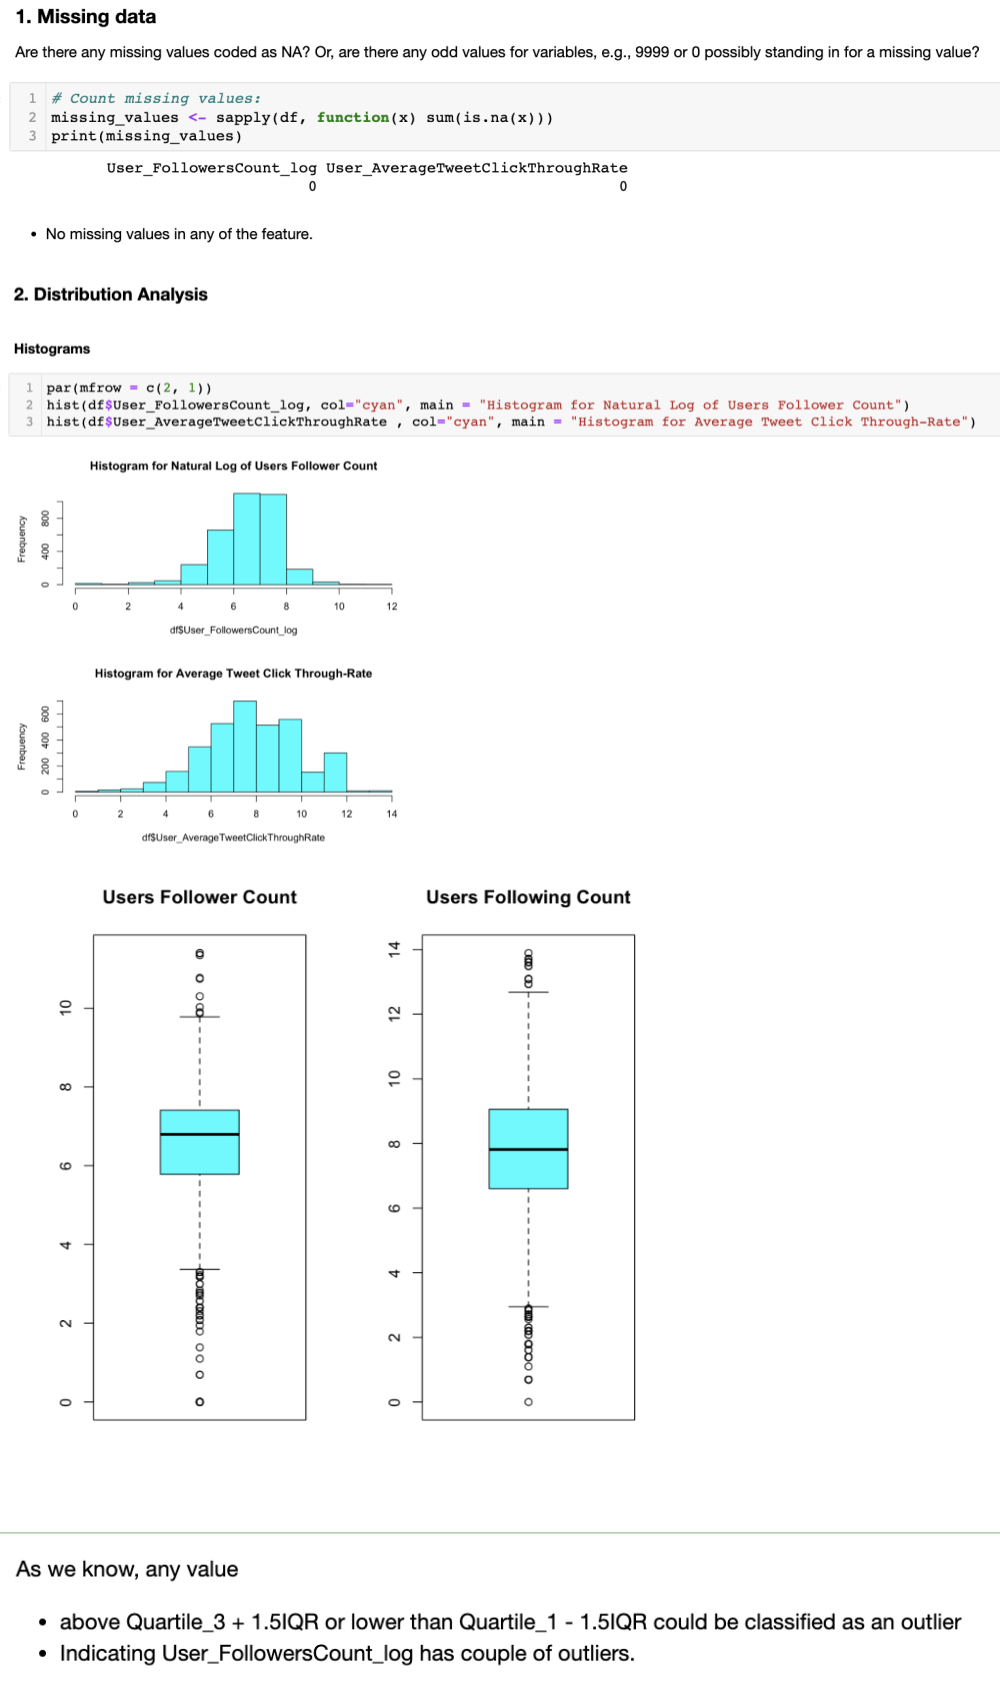 1. Missing data
Are there any missing values coded as NA? Or, are there any odd values for variables, e.g., 9999 or 0 possibly standing in for a missing value?
1 # Count missing values:
2 missing_values <- sapply(df, function(x) sum(is.na(x)))
3 print(missing_values)
User_FollowersCount_log User_AverageTweetClickThroughRate
0 0
• No missing values in any of the feature.
2. Distribution Analysis
Histograms
1 par(mfrow = c(2, 1))
2 hist(df$User_FollowersCount_log, col="cyan", main = "Histogram for Natural Log of Users Follower Count")
3 hist(df$User_AverageTweetClickThroughRate , col="cyan", main = "Histogram for Average Tweet Click Through-Rate")
Histogram for Natural Log of Users Follower Count
Frequency
0 400 800
0 2 4 6 8 10 12
df$User_FollowersCount_log
Histogram for Average Tweet Click Through-Rate
Frequency
0 200 400 600
0 2 4 6 8 10 12 14
df$User_AverageTweetClickThroughRate
Users Follower Count
0 2 4 6 8 10
Users Following Count
0 2 4 6 8 10 12 14
As we know, any value
• above Quartile_3 + 1.5IQR or lower than Quartile_1 - 1.5IQR could be classified as an outlier
• Indicating User_FollowersCount_log has couple of outliers.